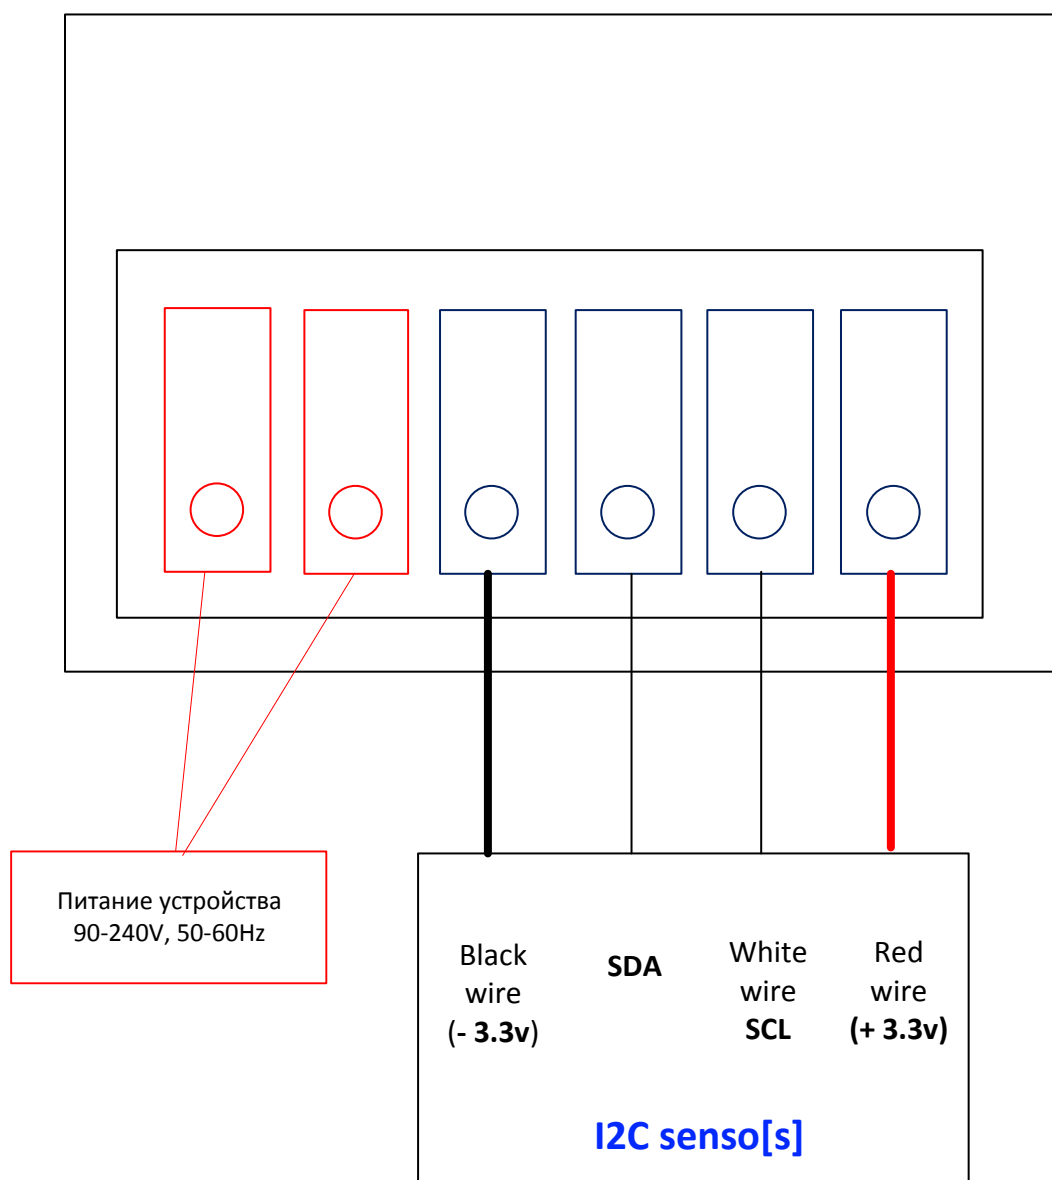 Питание устройства
90-240V, 50-60Hz
Black
wire
(- 3.3v)
SDA
White
wire
SCL
Red
wire
(+ 3.3v)
I2C senso[s]